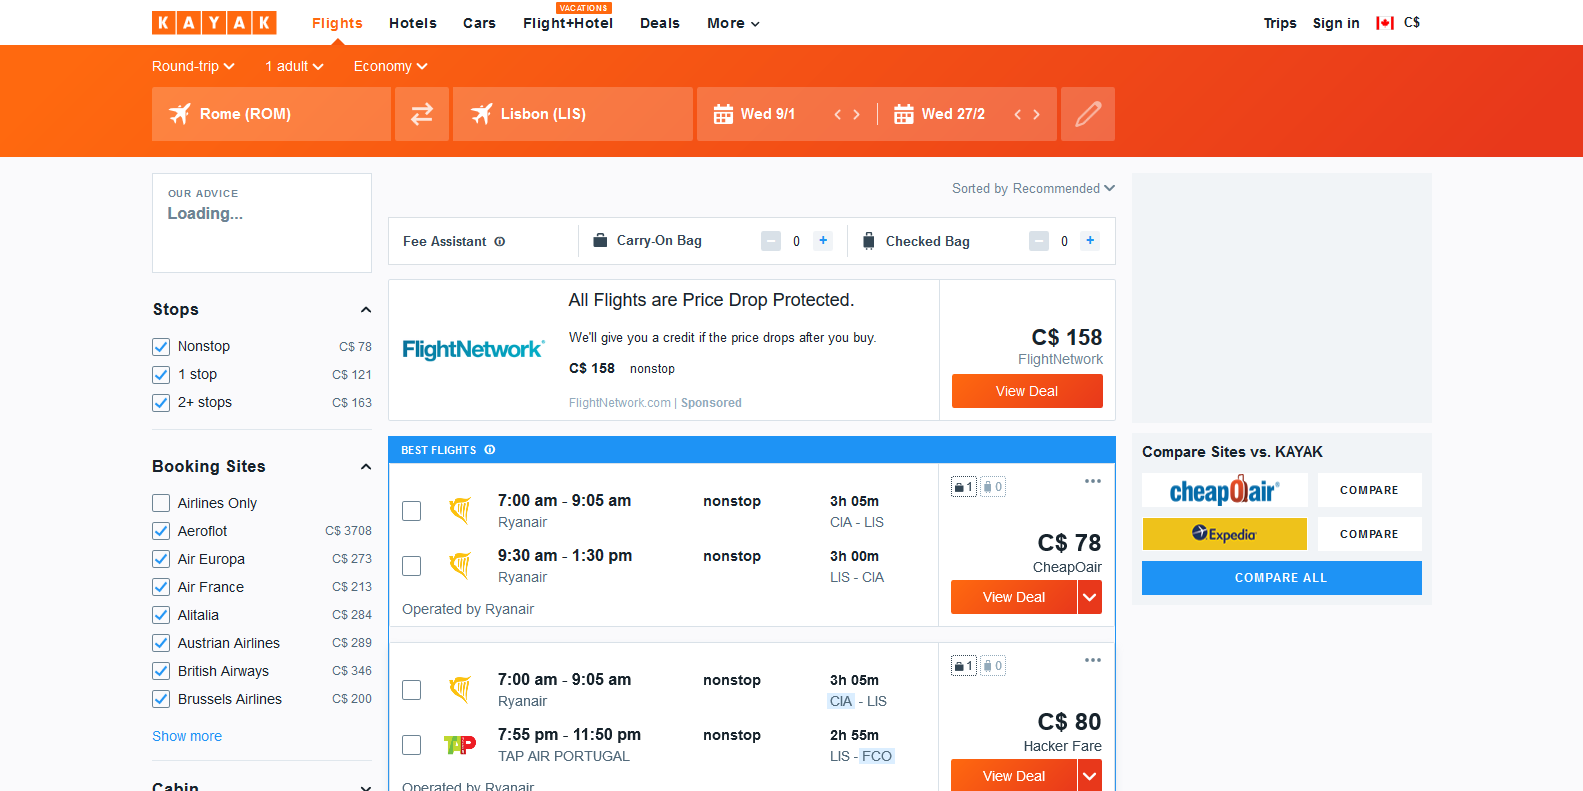 KAYAK
Flights
Hotels
Cars
VACATIONS
Flight+Hotel
Deals
More
Trips
Sign in
C$
Round-trip
1 adult
Economy
Rome (ROM)
Lisbon (LIS)
Wed 9/1
Wed 27/2
OUR ADVICE
Loading...
Stops
Nonstop C$ 78
1 stop C$ 121
2+ stops C$ 163
Booking Sites
Airlines Only
Aeroflot C$ 3708
Air Europa C$ 273
Air France C$ 213
Alitalia C$ 284
Austrian Airlines C$ 289
British Airways C$ 346
Brussels Airlines C$ 200
Show more
Cabin
Sorted by Recommended
Fee Assistant
Carry-On Bag − 0 +
Checked Bag − 0 +
FlightNetwork
All Flights are Price Drop Protected.
We'll give you a credit if the price drops after you buy.
C$ 158 nonstop
FlightNetwork.com | Sponsored
C$ 158
FlightNetwork
View Deal
BEST FLIGHTS
7:00 am - 9:05 am nonstop 3h 05m
Ryanair CIA - LIS
9:30 am - 1:30 pm nonstop 3h 00m
Ryanair LIS - CIA
Operated by Ryanair
1 0
C$ 78
CheapOair
View Deal
7:00 am - 9:05 am nonstop 3h 05m
Ryanair CIA - LIS
TAP
7:55 pm - 11:50 pm nonstop 2h 55m
TAP AIR PORTUGAL LIS - FCO
Operated by Ryanair
1 0
C$ 80
Hacker Fare
View Deal
Compare Sites vs. KAYAK
cheapOair
COMPARE
Expedia
COMPARE
COMPARE ALL